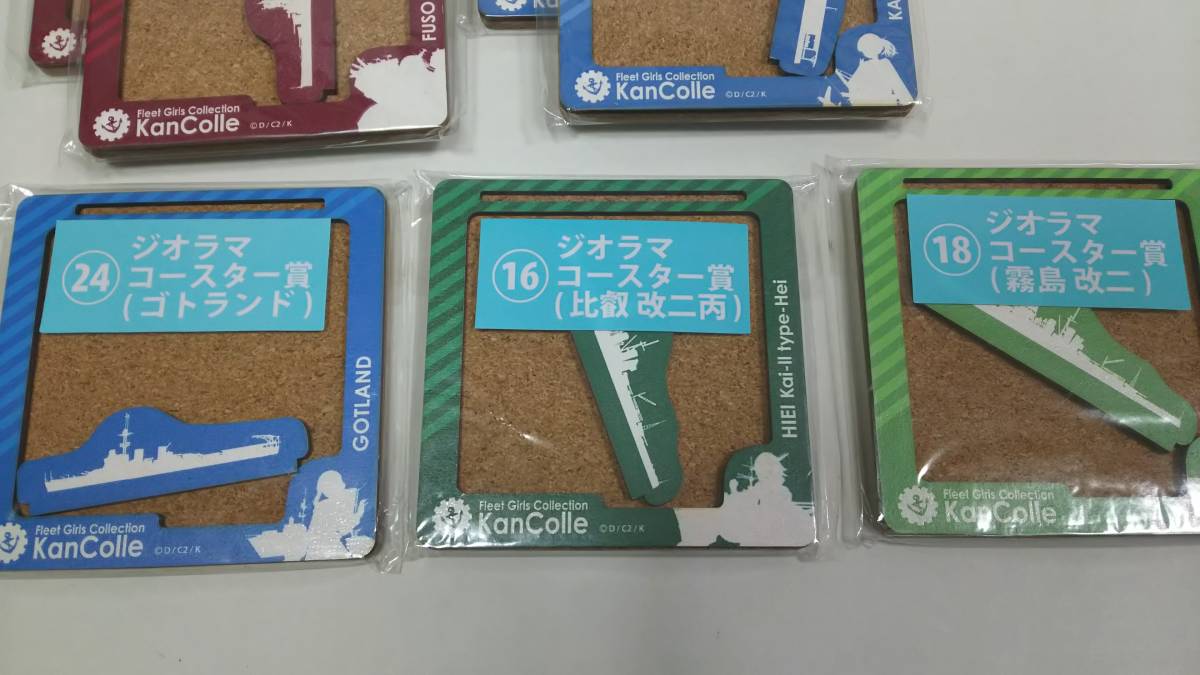 FUSO
Fleet Girls Collection
KanColle
©D/C2/K
KA
Fleet Girls Collection
KanColle
©D/C2/K
24
ジオラマ
コースター賞
(ゴトランド)
GOTLAND
Fleet Girls Collection
KanColle
©D/C2/K
16
ジオラマ
コースター賞
(比叡 改二丙)
HIEI Kai-II type-Hei
Fleet Girls Collection
KanColle
©D/C2/K
18
ジオラマ
コースター賞
(霧島 改二)
Fleet Girls Collection
KanColle